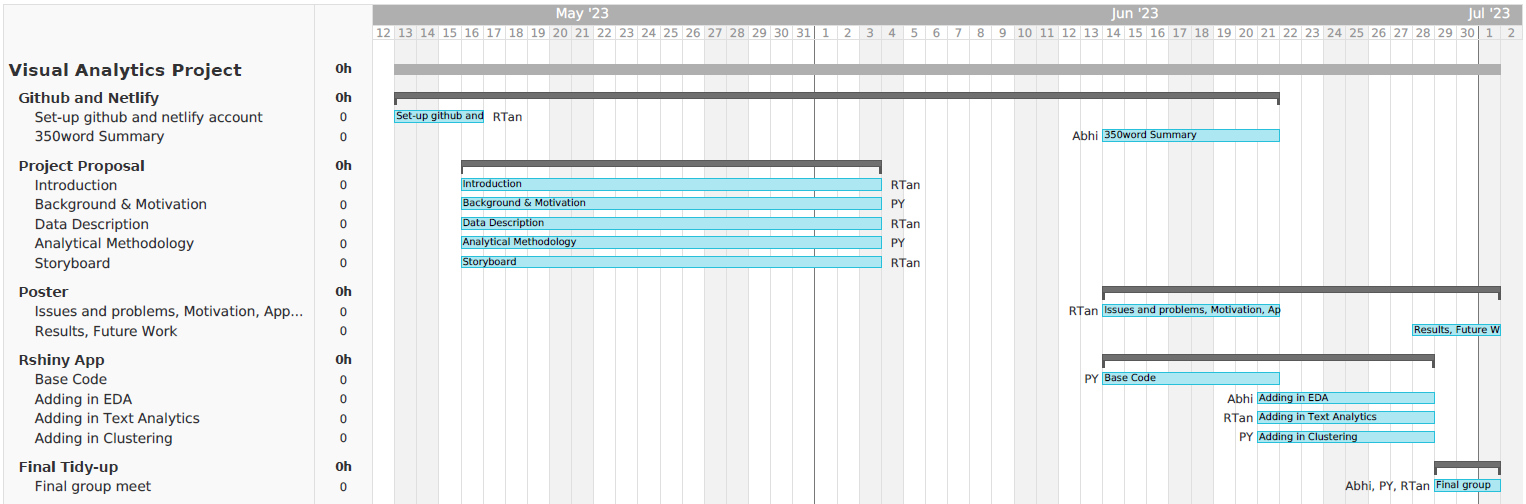 May '23 Jun '23 Jul '23
12 13 14 15 16 17 18 19 20 21 22 23 24 25 26 27 28 29 30 31 1 2 3 4 5 6 7 8 9 10 11 12 13 14 15 16 17 18 19 20 21 22 23 24 25 26 27 28 29 30 1 2
Visual Analytics Project 0h
Github and Netlify 0h
Set-up github and netlify account 0 Set-up github and RTan
350word Summary 0 Abhi 350word Summary
Project Proposal 0h
Introduction 0 Introduction RTan
Background & Motivation 0 Background & Motivation PY
Data Description 0 Data Description RTan
Analytical Methodology 0 Analytical Methodology PY
Storyboard 0 Storyboard RTan
Poster 0h
Issues and problems, Motivation, App... 0 RTan Issues and problems, Motivation, Ap
Results, Future Work 0 Results, Future W
Rshiny App 0h
Base Code 0 PY Base Code
Adding in EDA 0 Abhi Adding in EDA
Adding in Text Analytics 0 RTan Adding in Text Analytics
Adding in Clustering 0 PY Adding in Clustering
Final Tidy-up 0h
Final group meet 0 Abhi, PY, RTan Final group